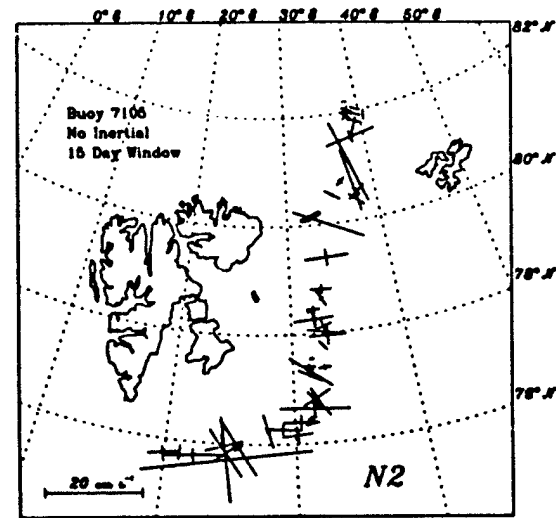 0° E 10° E 20° E 30° E 40° E 50° E
82° N
Buoy 7105
No Inertial
15 Day Window
80° N
78° N
76° N
20 cm s⁻¹
N2